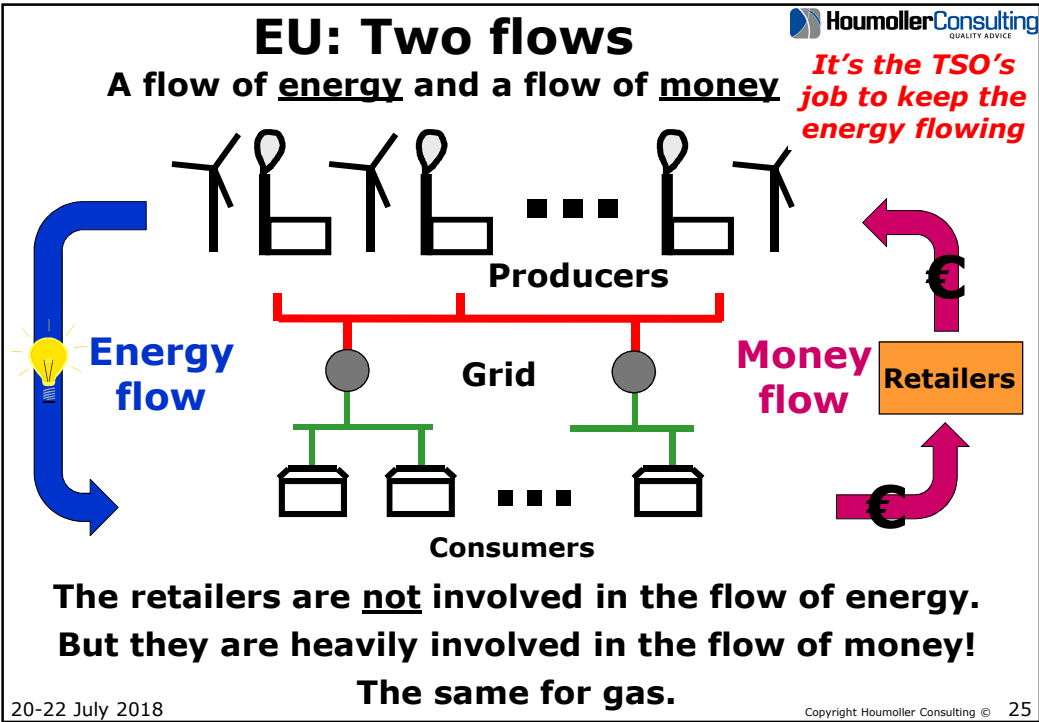 EU: Two flows
HoumollerConsulting
QUALITY ADVICE
A flow of energy and a flow of money
It's the TSO's
job to keep the
energy flowing
Producers
Energy
flow
Grid
Money
flow
Retailers
€
€
Consumers
The retailers are not involved in the flow of energy.
But they are heavily involved in the flow of money!
The same for gas.
20-22 July 2018
Copyright Houmoller Consulting © 25